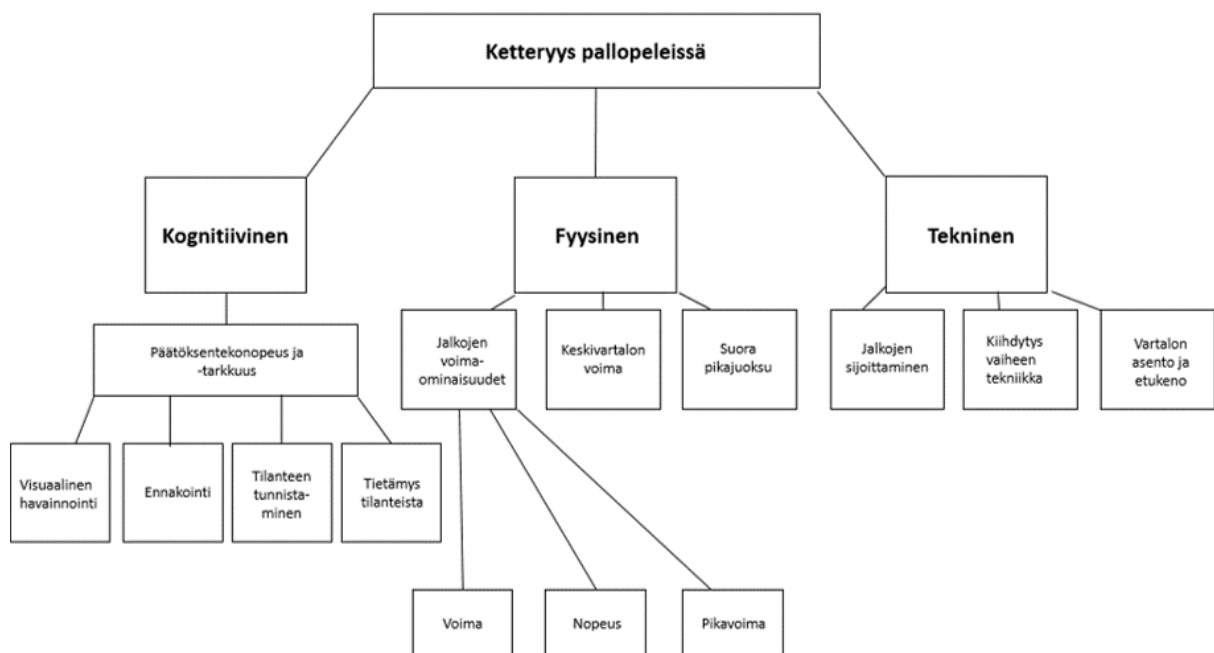 Ketteryys pallopeleissä
Kognitiivinen
Fyysinen
Tekninen
Päätöksentekonopeus ja
-tarkkuus
Jalkojen
voima-
ominaisuudet
Keskivartalon
voima
Suora
pikajuoksu
Jalkojen
sijoittaminen
Kiihdytys
vaiheen
tekniikka
Vartalon
asento ja
etukeno
Visuaalinen
havainnointi
Ennakointi
Tilanteen
tunnista-
minen
Tietämys
tilanteista
Voima
Nopeus
Pikavoima